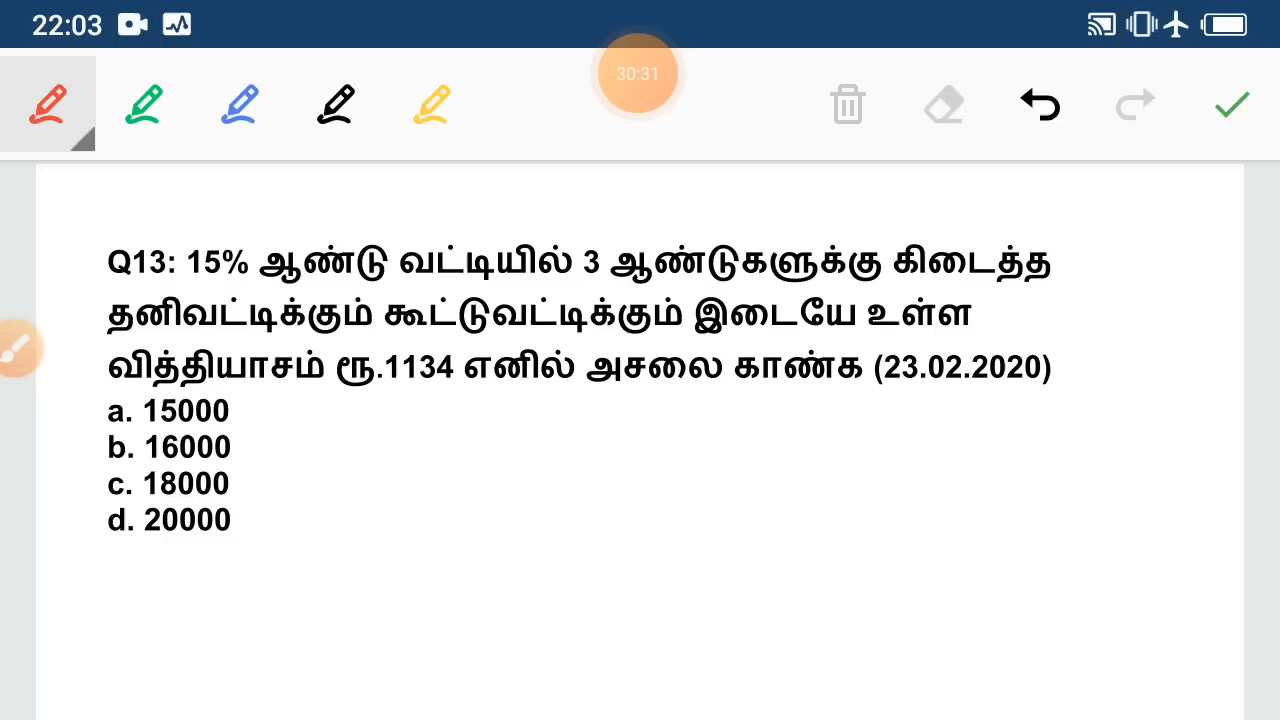 22:03
30:31
Q13: 15% ஆண்டு வட்டியில் 3 ஆண்டுகளுக்கு கிடைத்த
தனிவட்டிக்கும் கூட்டுவட்டிக்கும் இடையே உள்ள
வித்தியாசம் ரூ.1134 எனில் அசலை காண்க (23.02.2020)
a. 15000
b. 16000
c. 18000
d. 20000